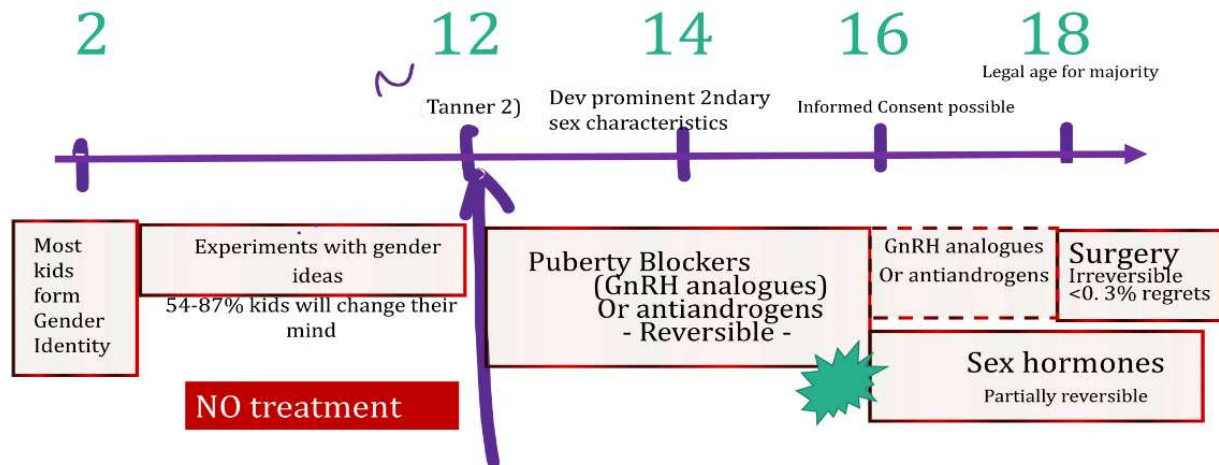 2
12
14
16
18
Legal age for majority
Tanner 2)
Dev prominent 2ndary
sex characteristics
Informed Consent possible
Most
kids
form
Gender
Identity
Experiments with gender
ideas
54-87% kids will change their
mind
NO treatment
Puberty Blockers
(GnRH analogues)
Or antiandrogens
- Reversible -
GnRH analogues
Or antiandrogens
Surgery
Irreversible
<0. 3% regrets
Sex hormones
Partially reversible